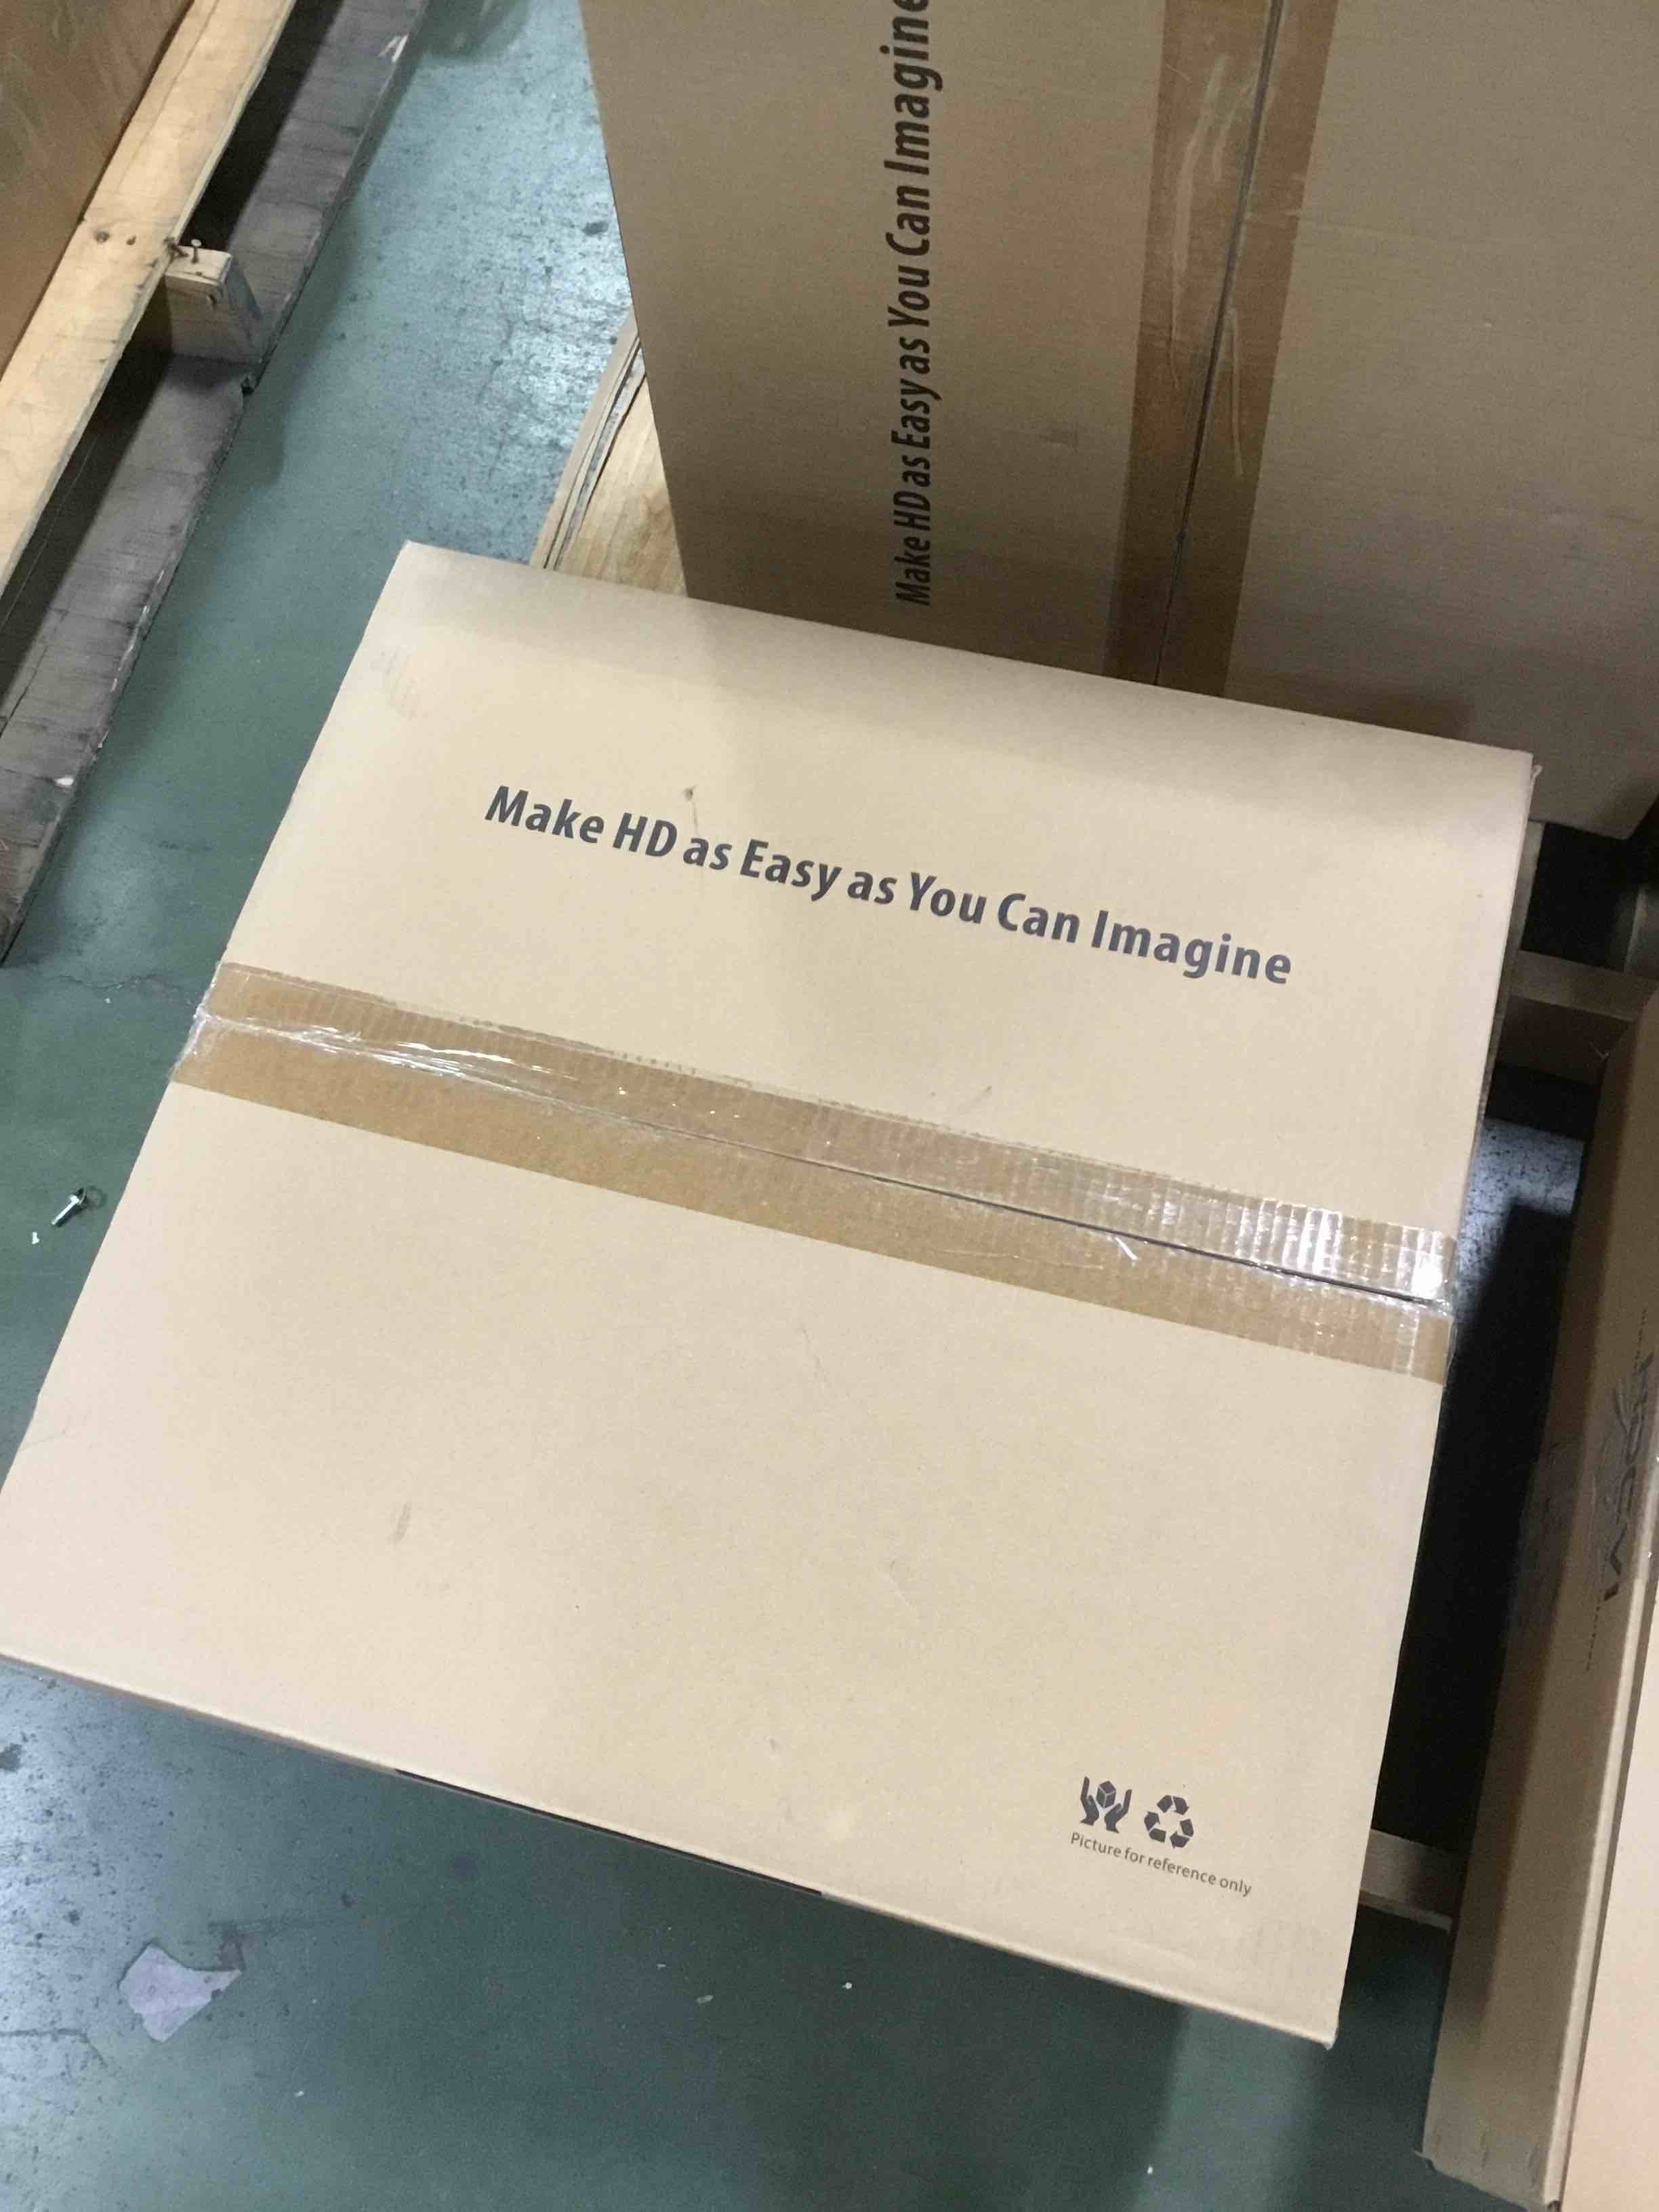 Make HD as Easy as You Can Imagine
Make HD as Easy as You Can Imagine
Picture for reference only